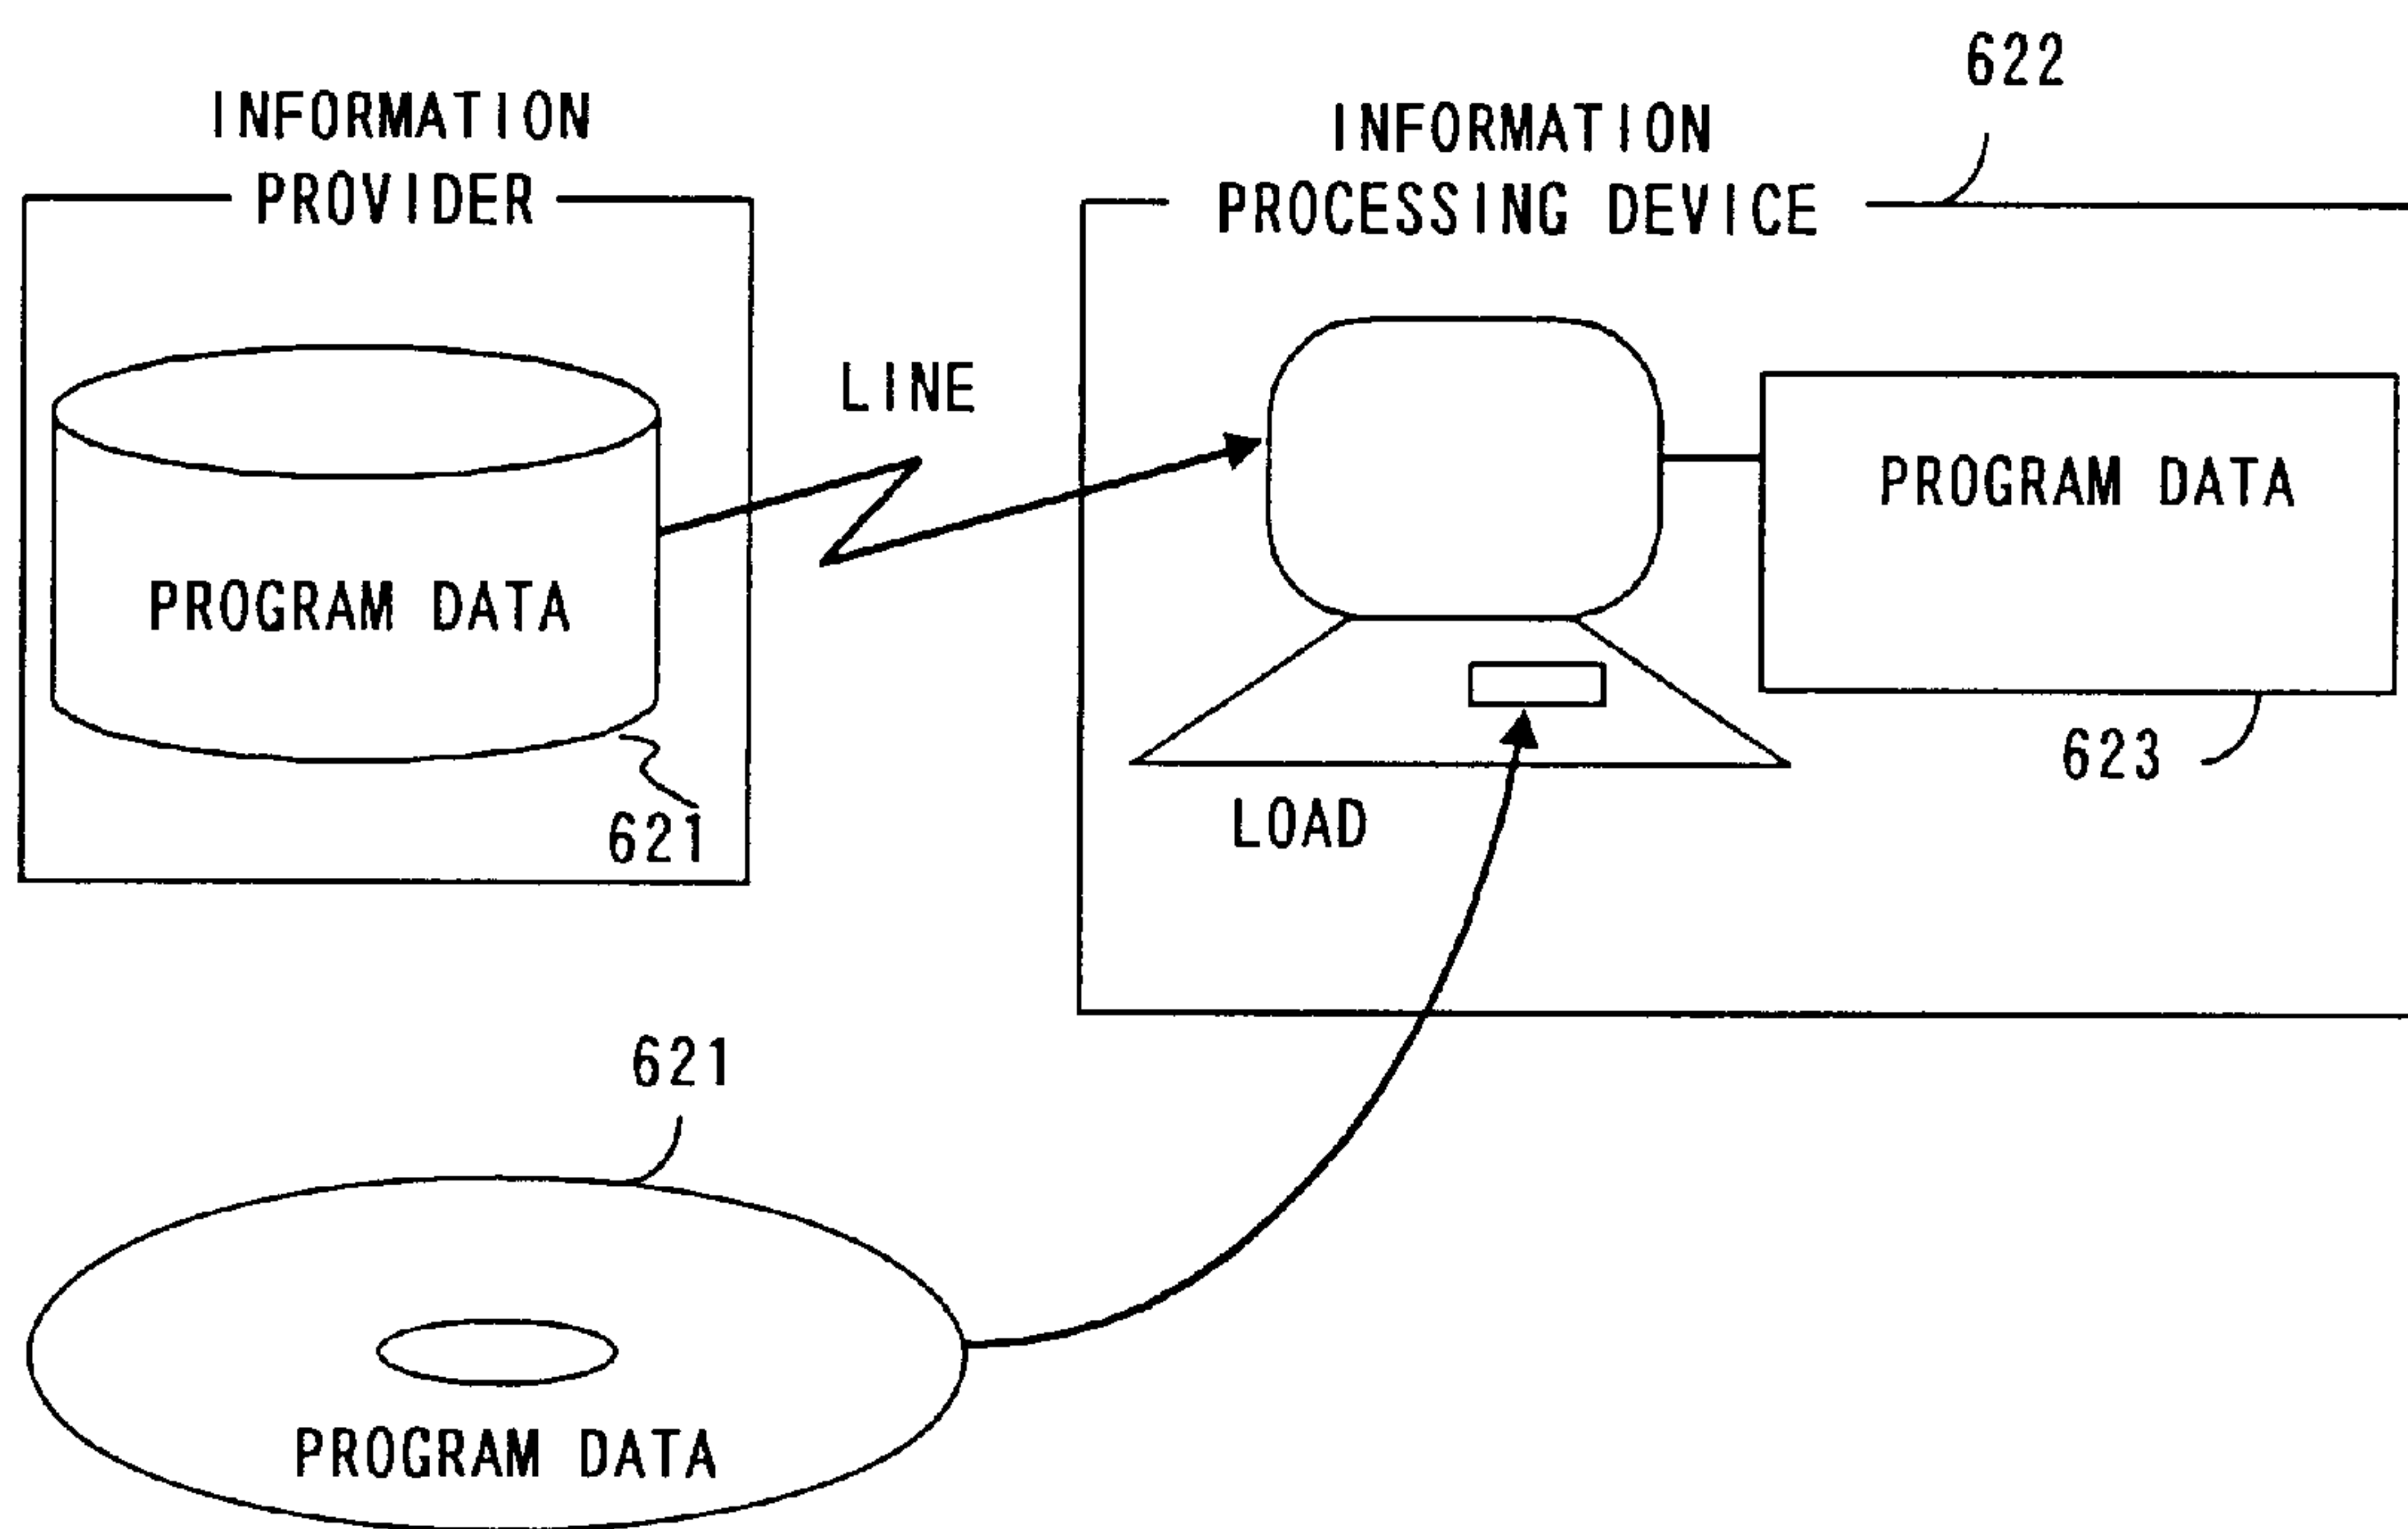 622
INFORMATION
PROVIDER
INFORMATION
PROCESSING DEVICE
LINE
PROGRAM DATA
PROGRAM DATA
623
LOAD
621
621
PROGRAM DATA